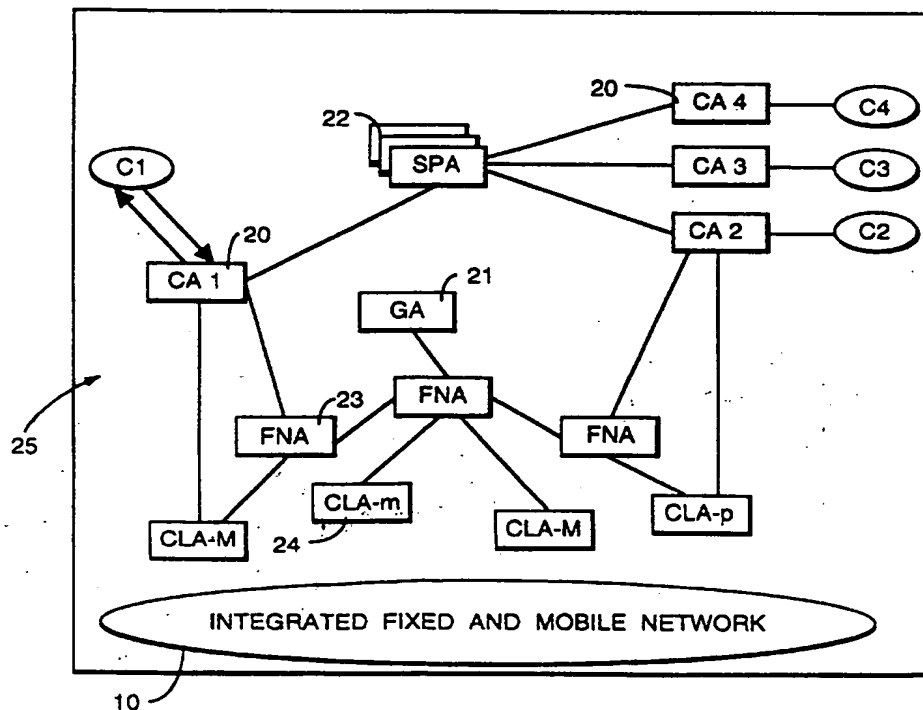 20
CA 4
C4
22
SPA
CA 3
C3
C1
CA 2
C2
20
CA 1
21
GA
FNA
23
FNA
FNA
25
CLA-m
24
CLA-M
CLA-M
CLA-p
INTEGRATED FIXED AND MOBILE NETWORK
10